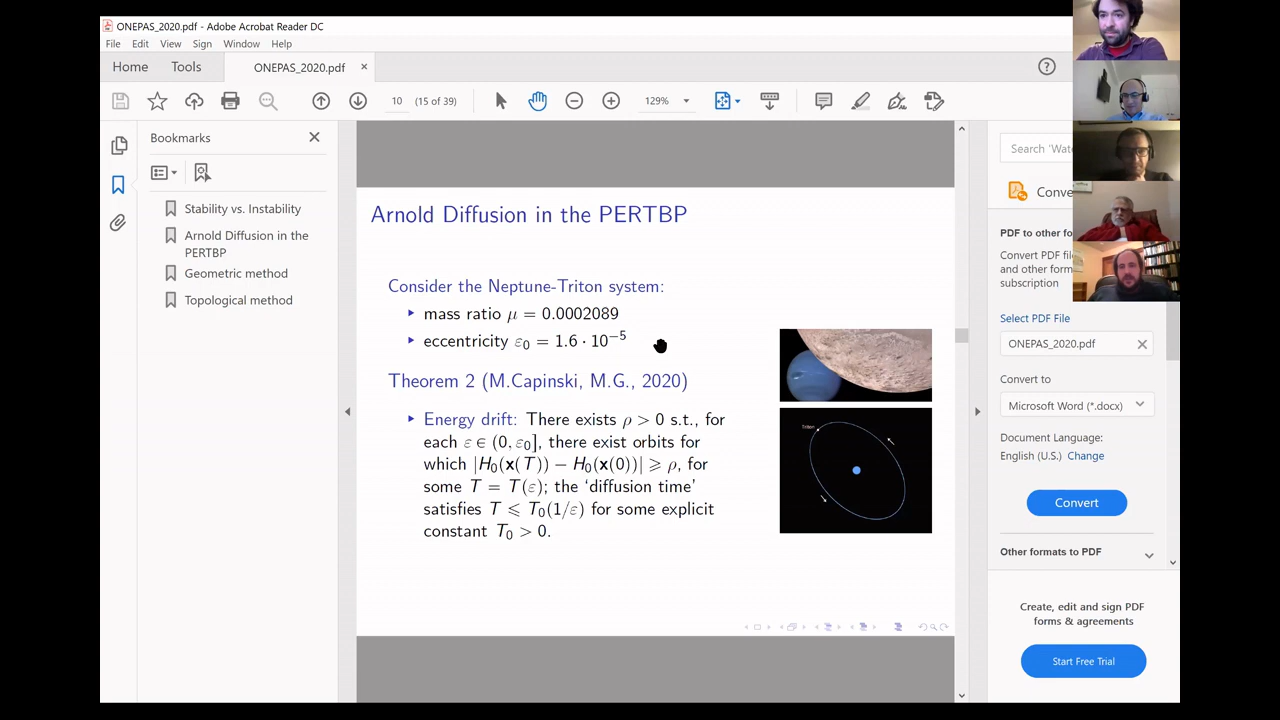 ONEPAS_2020.pdf - Adobe Acrobat Reader DC
File Edit View Sign Window Help
Home Tools ONEPAS_2020.pdf ×
10 (15 of 39) 129%
Bookmarks
Stability vs. Instability
Arnold Diffusion in the
PERTBP
Geometric method
Topological method
Arnold Diffusion in the PERTBP
Consider the Neptune-Triton system:
mass ratio μ = 0.0002089
eccentricity ε₀ = 1.6 · 10⁻⁵
Theorem 2 (M.Capinski, M.G., 2020)
Energy drift: There exists ρ > 0 s.t., for
each ε ∈ (0, ε₀], there exist orbits for
which |H₀(x(T)) − H₀(x(0))| ⩾ ρ, for
some T = T(ε); the ‘diffusion time’
satisfies T ⩽ T₀(1/ε) for some explicit
constant T₀ > 0.
Triton
Search 'Wat
Conve
PDF to other fo
Convert PDF file
and other form
subscription
Select PDF File
ONEPAS_2020.pdf
Convert to
Microsoft Word (*.docx)
Document Language:
English (U.S.) Change
Convert
Other formats to PDF
Create, edit and sign PDF
forms & agreements
Start Free Trial